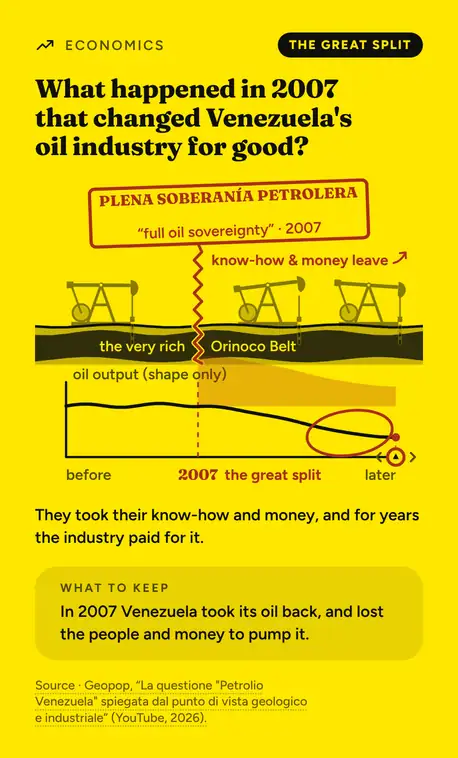 ECONOMICS
THE GREAT SPLIT
What happened in 2007
that changed Venezuela's
oil industry for good?
PLENA SOBERANÍA PETROLERA
“full oil sovereignty” · 2007
know-how & money leave ↗
the very rich
Orinoco Belt
oil output (shape only)
before
2007 the great split
later
They took their know-how and money, and for years
the industry paid for it.
WHAT TO KEEP
In 2007 Venezuela took its oil back, and lost
the people and money to pump it.
Source · Geopop, “La questione "Petrolio
Venezuela" spiegata dal punto di vista geologico
e industriale” (YouTube, 2026).